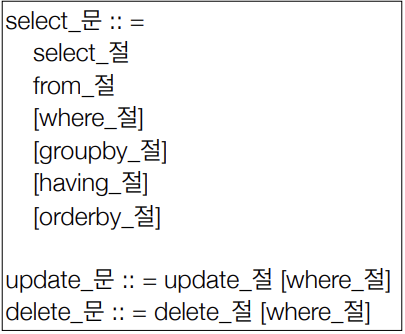 select_문 :: =
select_절
from_절
[where_절]
[groupby_절]
[having_절]
[orderby_절]
update_문 :: = update_절 [where_절]
delete_문 :: = delete_절 [where_절]